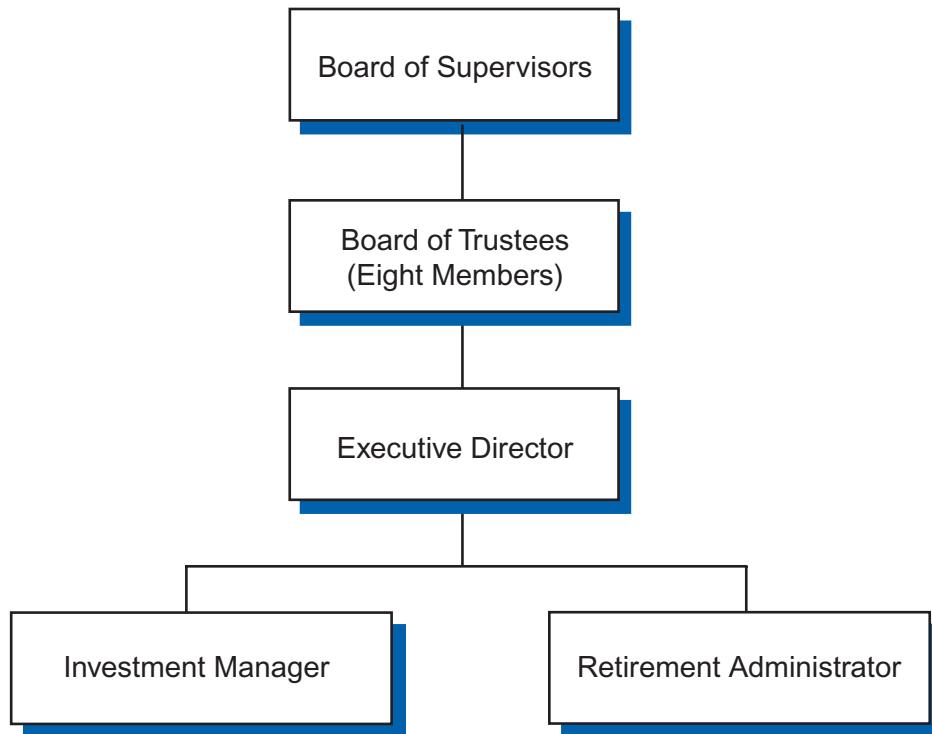 Board of Supervisors
Board of Trustees
(Eight Members)
Executive Director
Investment Manager
Retirement Administrator